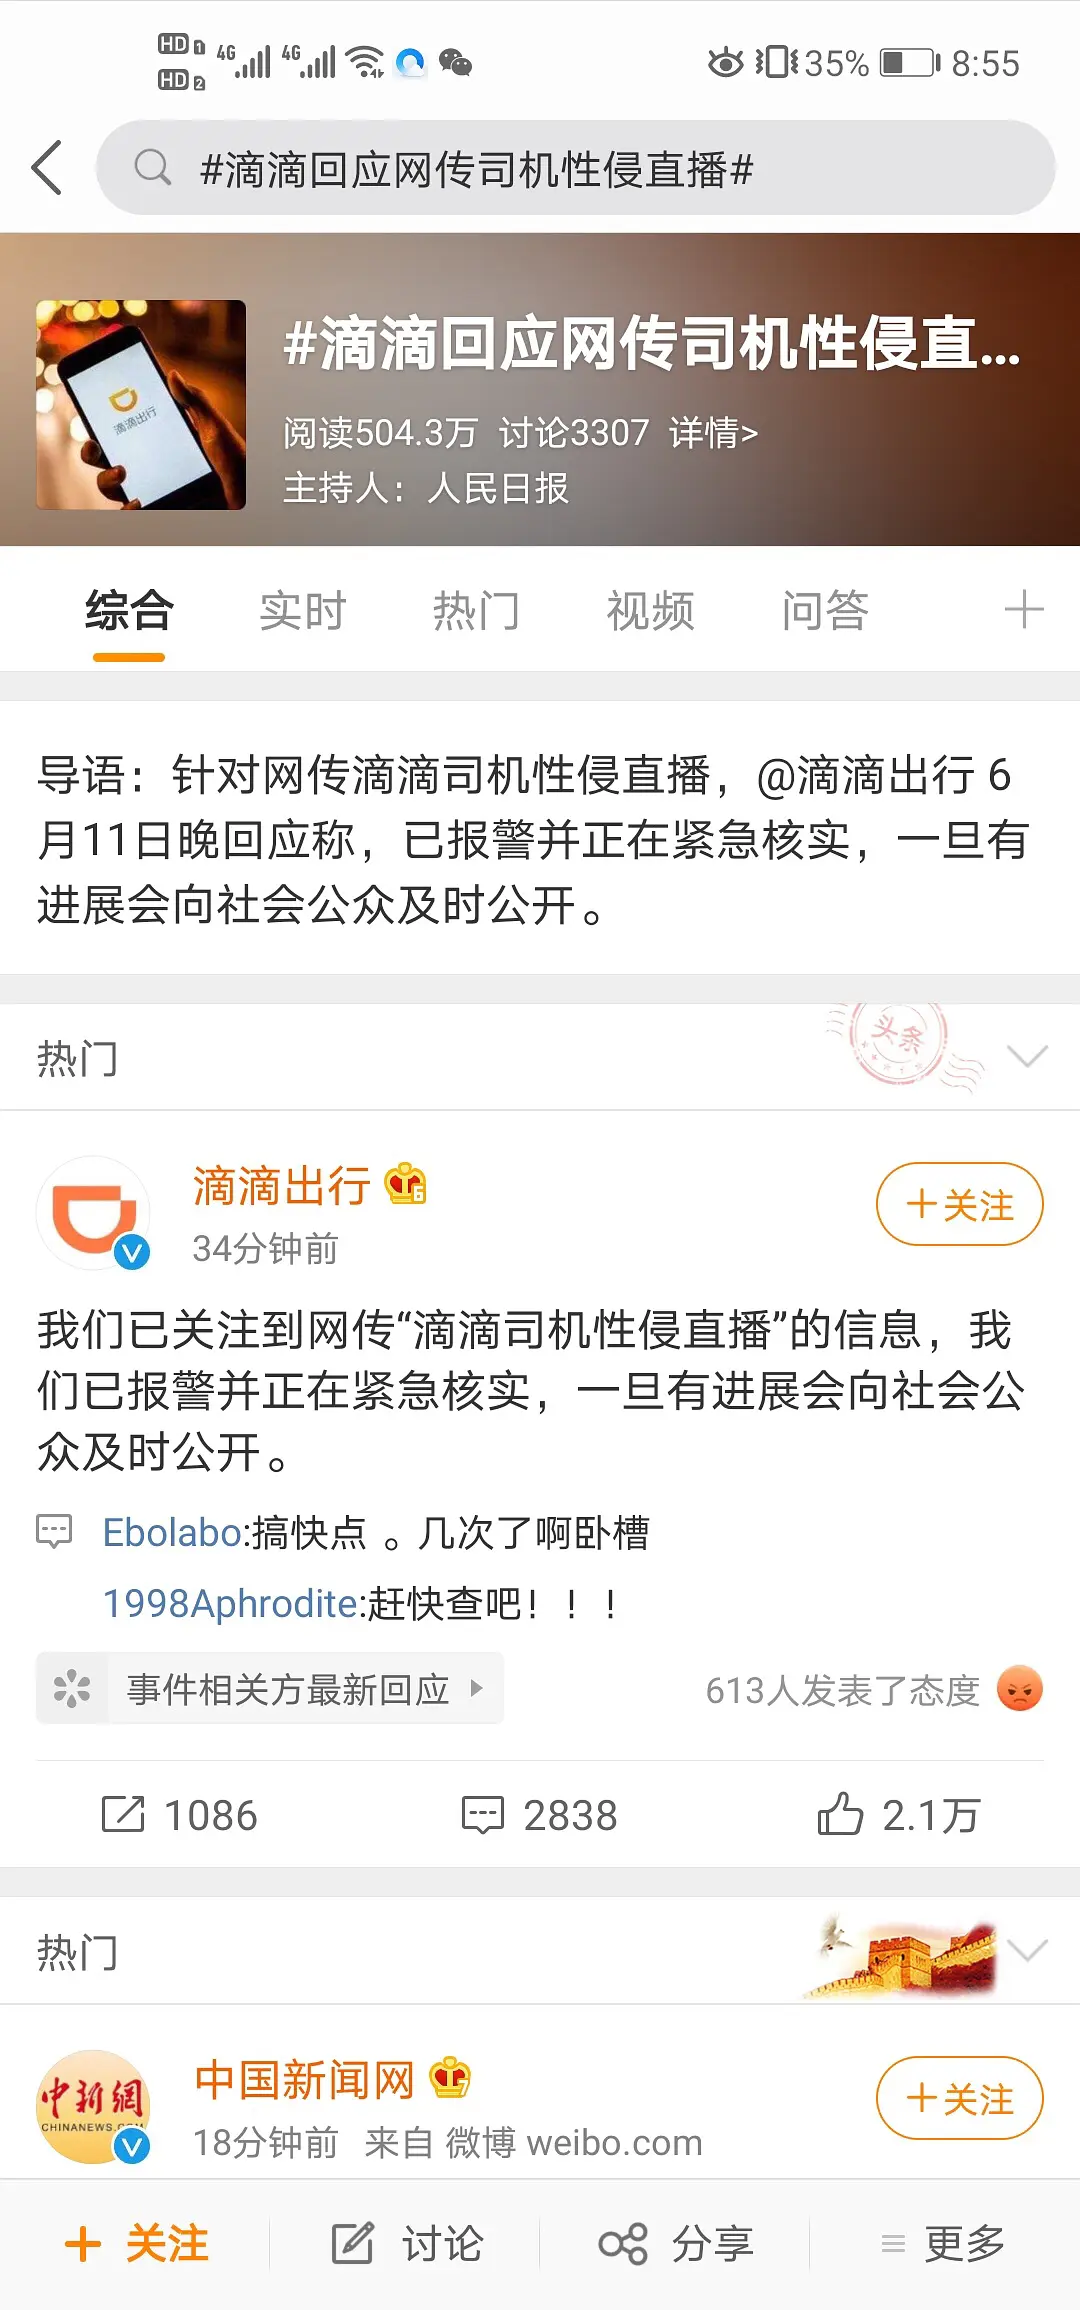 HD 1 4G 4G 35% 8:55
HD 2
#滴滴回应网传司机性侵直播#
#滴滴回应网传司机性侵直...
滴滴出行
阅读504.3万 讨论3307 详情>
主持人：人民日报
综合 实时 热门 视频 问答
导语：针对网传滴滴司机性侵直播，@滴滴出行 6
月11日晚回应称，已报警并正在紧急核实，一旦有
进展会向社会公众及时公开。
头条
热门
滴滴出行 6
+关注
34分钟前
我们已关注到网传“滴滴司机性侵直播”的信息，我
们已报警并正在紧急核实，一旦有进展会向社会公
众及时公开。
Ebolabo:搞快点 。几次了啊卧槽
1998Aphrodite:赶快查吧！！！
事件相关方最新回应 613人发表了态度
1086 2838 2.1万
热门
中新網
CHINANEWS.COM
中国新闻网 7
+关注
18分钟前 来自 微博 weibo.com
+ 关注 讨论 分享 更多